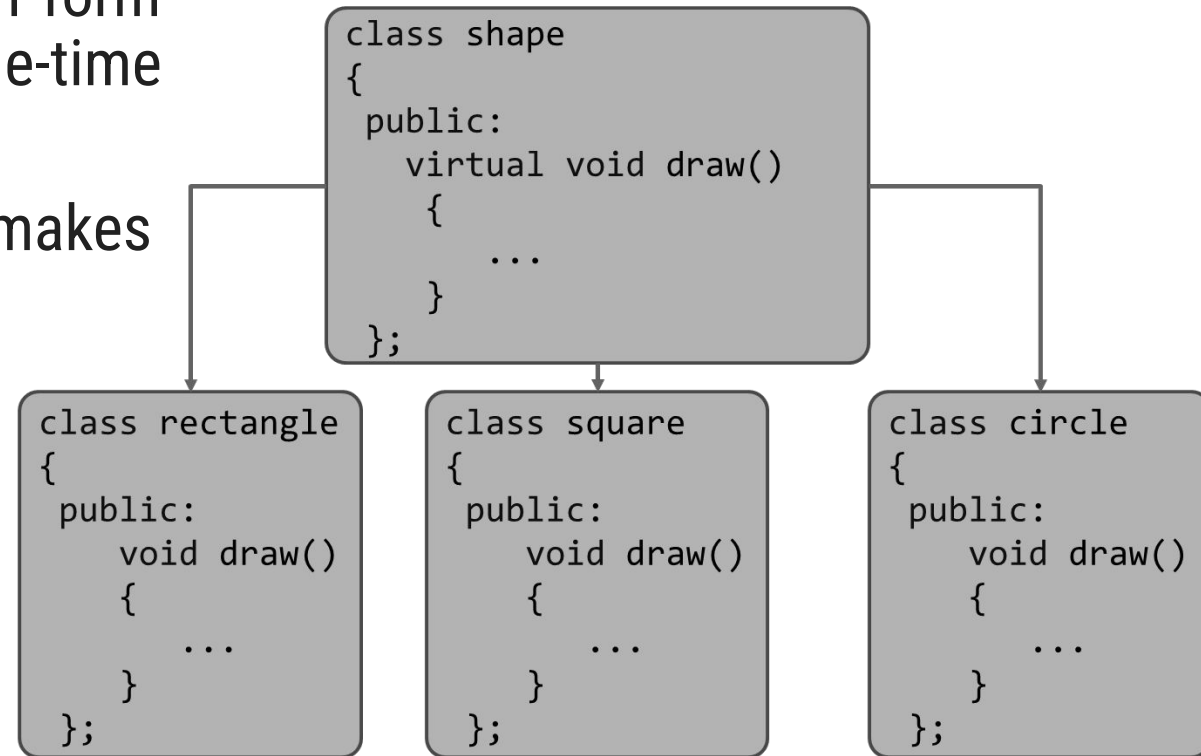 form
e-time
makes
class shape
{
public:
virtual void draw()
{
...
}
};
class rectangle
{
public:
void draw()
{
...
}
};
class square
{
public:
void draw()
{
...
}
};
class circle
{
public:
void draw()
{
...
}
};